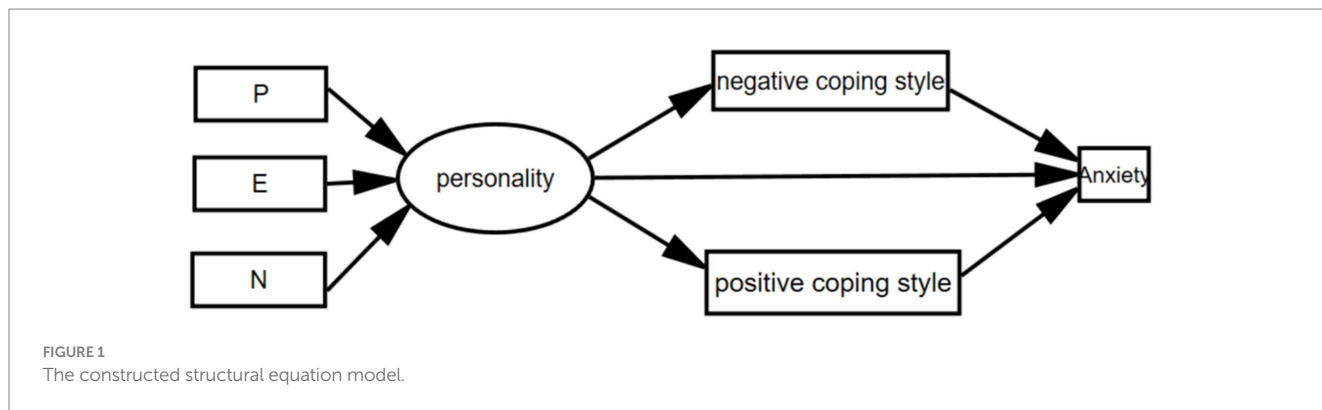 P
E
N
personality
negative coping style
positive coping style
Anxiety
FIGURE 1
The constructed structural equation model.